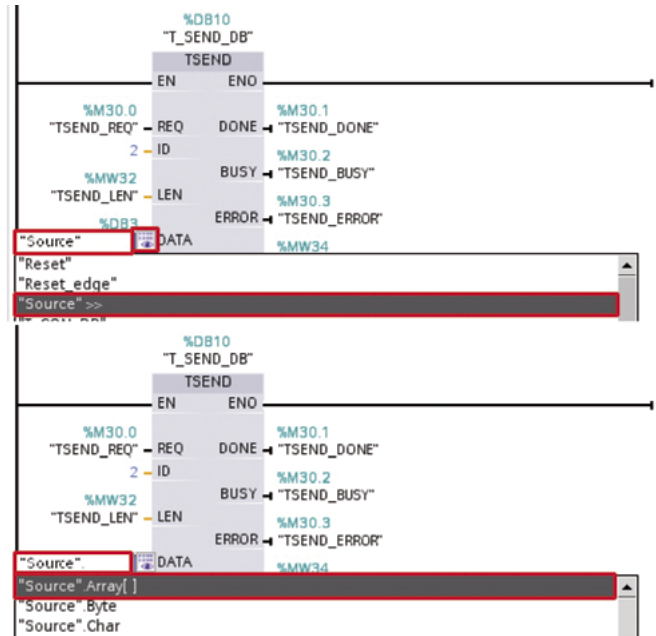 %DB10
"T_SEND_DB"
TSEND
EN ENO
%M30.0 %M30.1
"TSEND_REQ" REQ DONE "TSEND_DONE"
2 ID %M30.2
%MW32 BUSY "TSEND_BUSY"
"TSEND_LEN" LEN %M30.3
%DB3 ERROR "TSEND_ERROR"
"Source" DATA %MW34
"Reset"
"Reset_edge"
"Source" >>
"T_CON_DB"
%DB10
"T_SEND_DB"
TSEND
EN ENO
%M30.0 %M30.1
"TSEND_REQ" REQ DONE "TSEND_DONE"
2 ID %M30.2
%MW32 BUSY "TSEND_BUSY"
"TSEND_LEN" LEN %M30.3
ERROR "TSEND_ERROR"
"Source". DATA %MW34
"Source".Array[ ]
"Source".Byte
"Source".Char